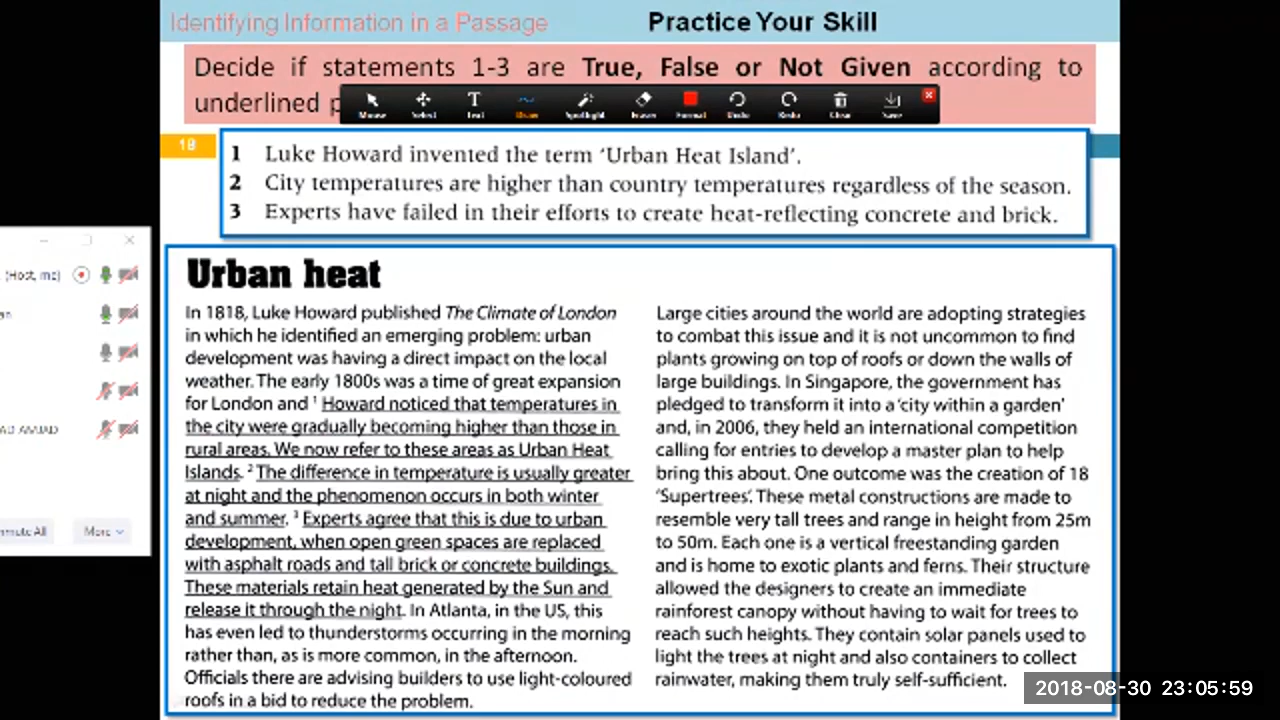 Identifying Information in a Passage
Practice Your Skill
Decide if statements 1-3 are True, False or Not Given according to
underlined
Mouse Select Text Draw Spotlight Eraser Format Undo Redo Clear Save
18
1 Luke Howard invented the term ‘Urban Heat Island’.
2 City temperatures are higher than country temperatures regardless of the season.
3 Experts have failed in their efforts to create heat-reflecting concrete and brick.
(Host, me)
More
Urban heat
In 1818, Luke Howard published The Climate of London
in which he identified an emerging problem: urban
development was having a direct impact on the local
weather. The early 1800s was a time of great expansion
for London and ¹ Howard noticed that temperatures in
the city were gradually becoming higher than those in
rural areas. We now refer to these areas as Urban Heat
Islands. ² The difference in temperature is usually greater
at night and the phenomenon occurs in both winter
and summer. ³ Experts agree that this is due to urban
development, when open green spaces are replaced
with asphalt roads and tall brick or concrete buildings.
These materials retain heat generated by the Sun and
release it through the night. In Atlanta, in the US, this
has even led to thunderstorms occurring in the morning
rather than, as is more common, in the afternoon.
Officials there are advising builders to use light-coloured
roofs in a bid to reduce the problem.
Large cities around the world are adopting strategies
to combat this issue and it is not uncommon to find
plants growing on top of roofs or down the walls of
large buildings. In Singapore, the government has
pledged to transform it into a ‘city within a garden’
and, in 2006, they held an international competition
calling for entries to develop a master plan to help
bring this about. One outcome was the creation of 18
‘Supertrees’. These metal constructions are made to
resemble very tall trees and range in height from 25m
to 50m. Each one is a vertical freestanding garden
and is home to exotic plants and ferns. Their structure
allowed the designers to create an immediate
rainforest canopy without having to wait for trees to
reach such heights. They contain solar panels used to
light the trees at night and also containers to collect
rainwater, making them truly self-sufficient.
2018-08-30 23:05:59